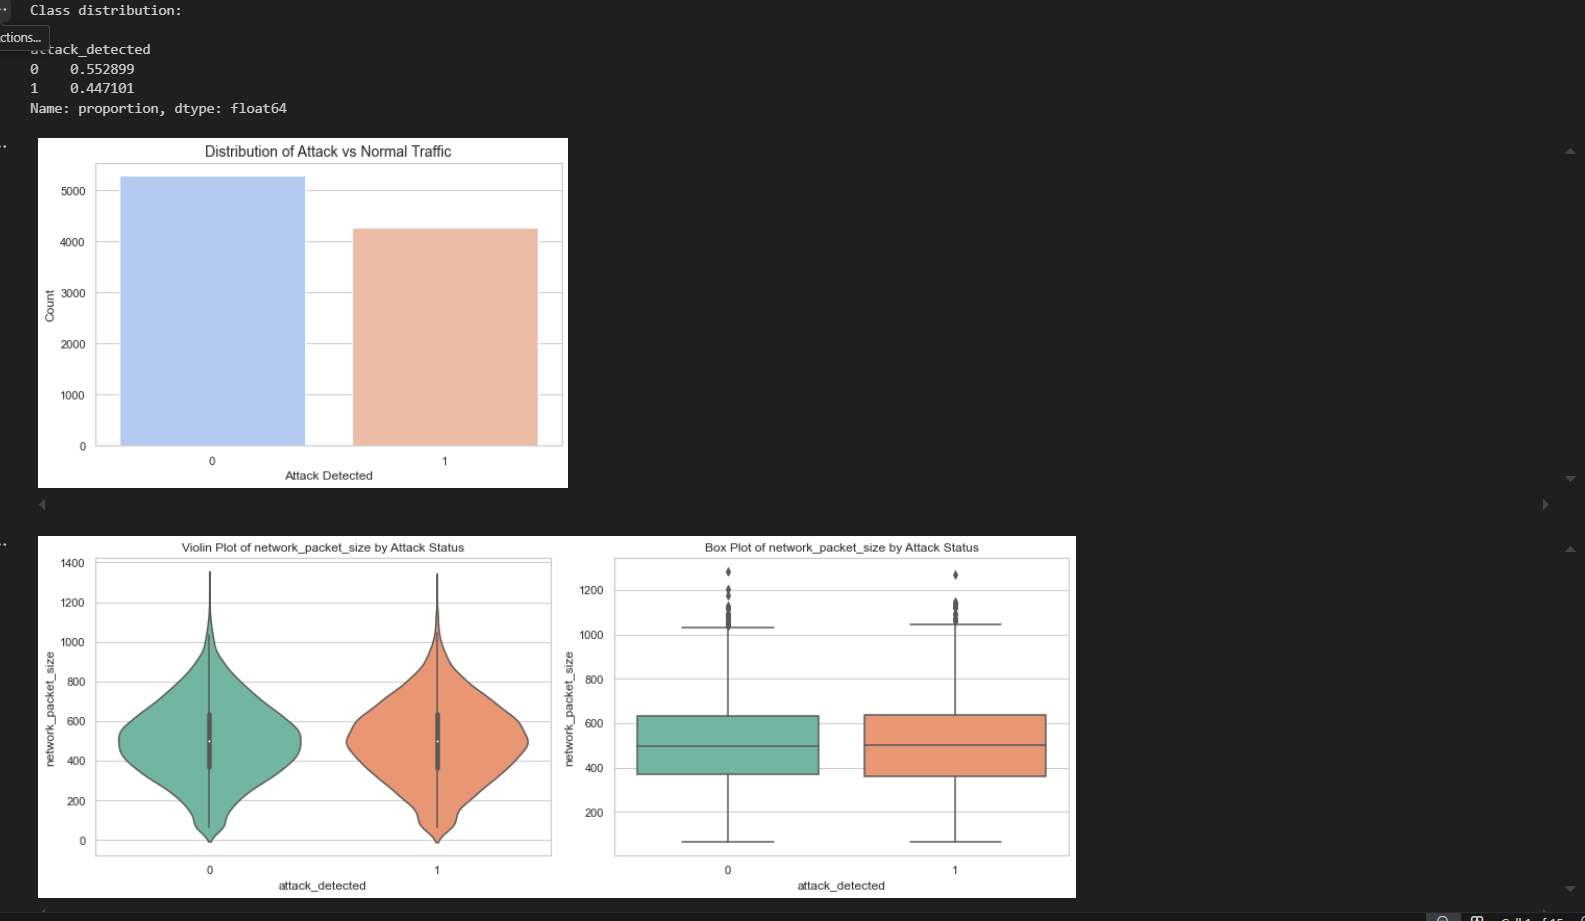 Class distribution:
ctions...
attack_detected
0 0.552899
1 0.447101
Name: proportion, dtype: float64
Distribution of Attack vs Normal Traffic
5000
4000
3000
2000
1000
0
Count
0 1
Attack Detected
Violin Plot of network_packet_size by Attack Status
1400
1200
1000
800
600
400
200
0
network_packet_size
0 1
attack_detected
Box Plot of network_packet_size by Attack Status
1200
1000
800
600
400
200
network_packet_size
0 1
attack_detected